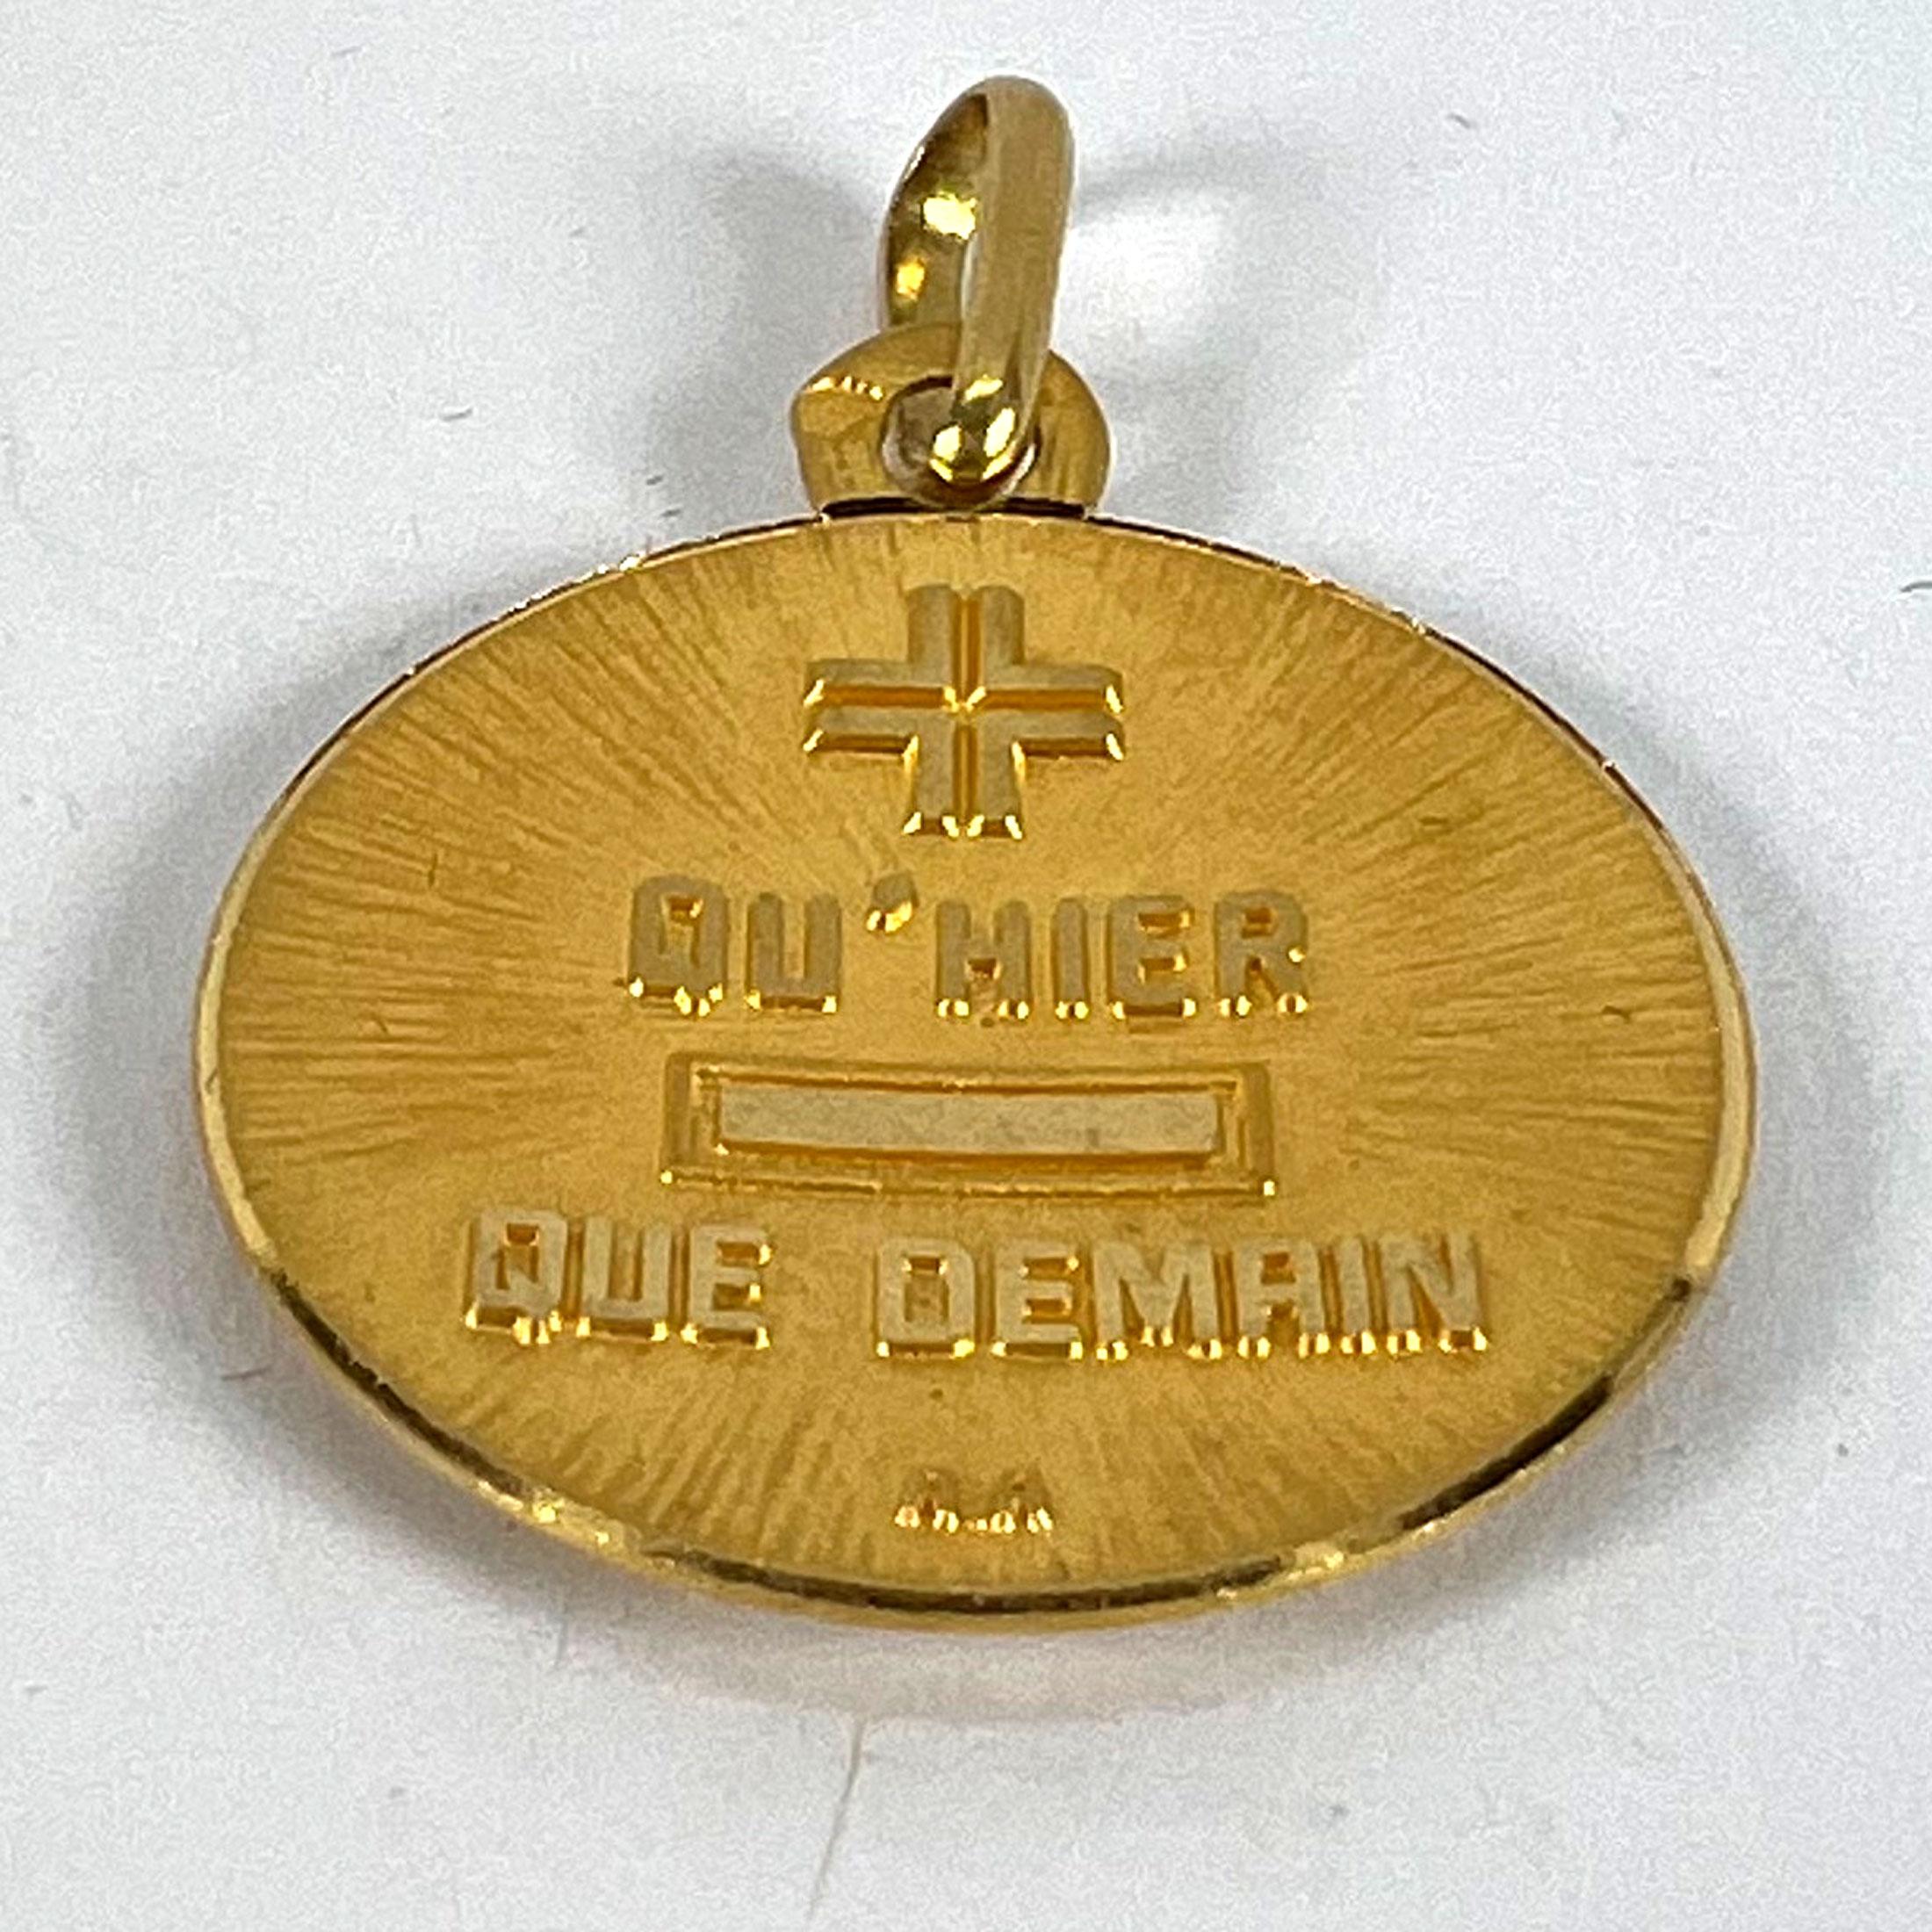 +
QU'HIER
-
QUE DEMAIN